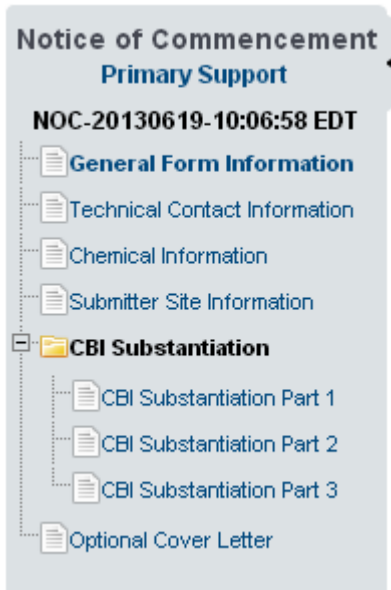 Notice of Commencement
Primary Support
NOC-20130619-10:06:58 EDT
General Form Information
Technical Contact Information
Chemical Information
Submitter Site Information
CBI Substantiation
CBI Substantiation Part 1
CBI Substantiation Part 2
CBI Substantiation Part 3
Optional Cover Letter